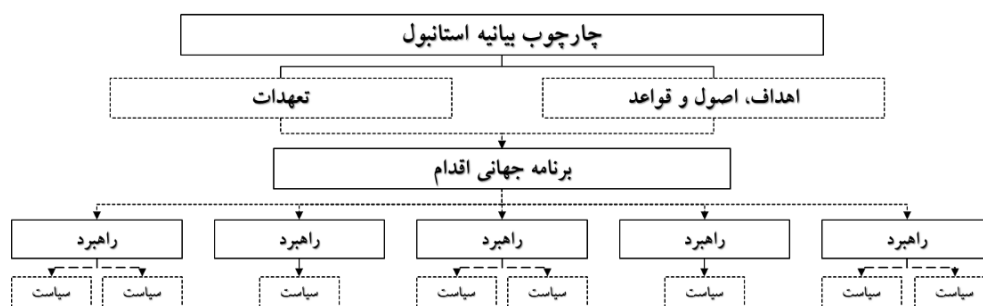 چارچوب بیانیه استانبول
اهداف، اصول و قواعد
تعهدات
برنامه جهانی اقدام
راهبرد
راهبرد
راهبرد
راهبرد
راهبرد
سیاست
سیاست
سیاست
سیاست
سیاست
سیاست
سیاست
سیاست